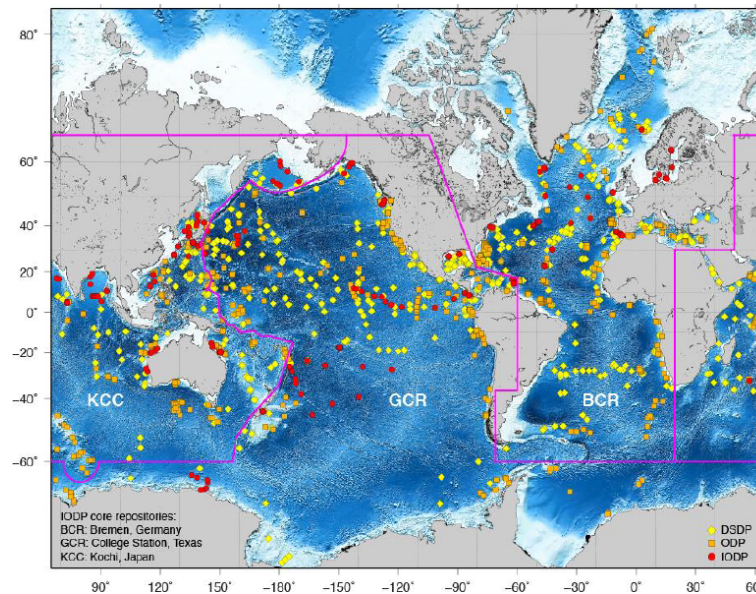 80°
60°
40°
20°
0°
−20°
−40°
−60°
KCC
GCR
BCR
IODP core repositories:
BCR: Bremen, Germany
GCR: College Station, Texas
KCC: Kochi, Japan
DSDP
ODP
IODP
90° 120° 150° −180° −150° −120° −90° −60° −30° 0° 30° 60°